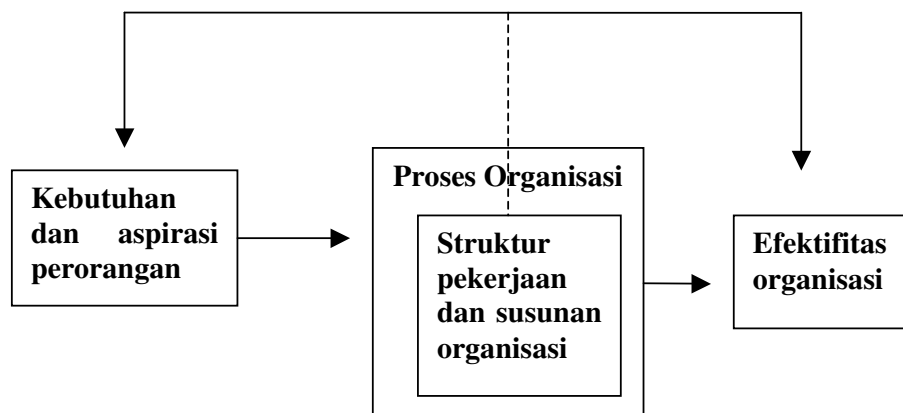 Kebutuhan
dan aspirasi
perorangan
Proses Organisasi
Struktur
pekerjaan
dan susunan
organisasi
Efektifitas
organisasi